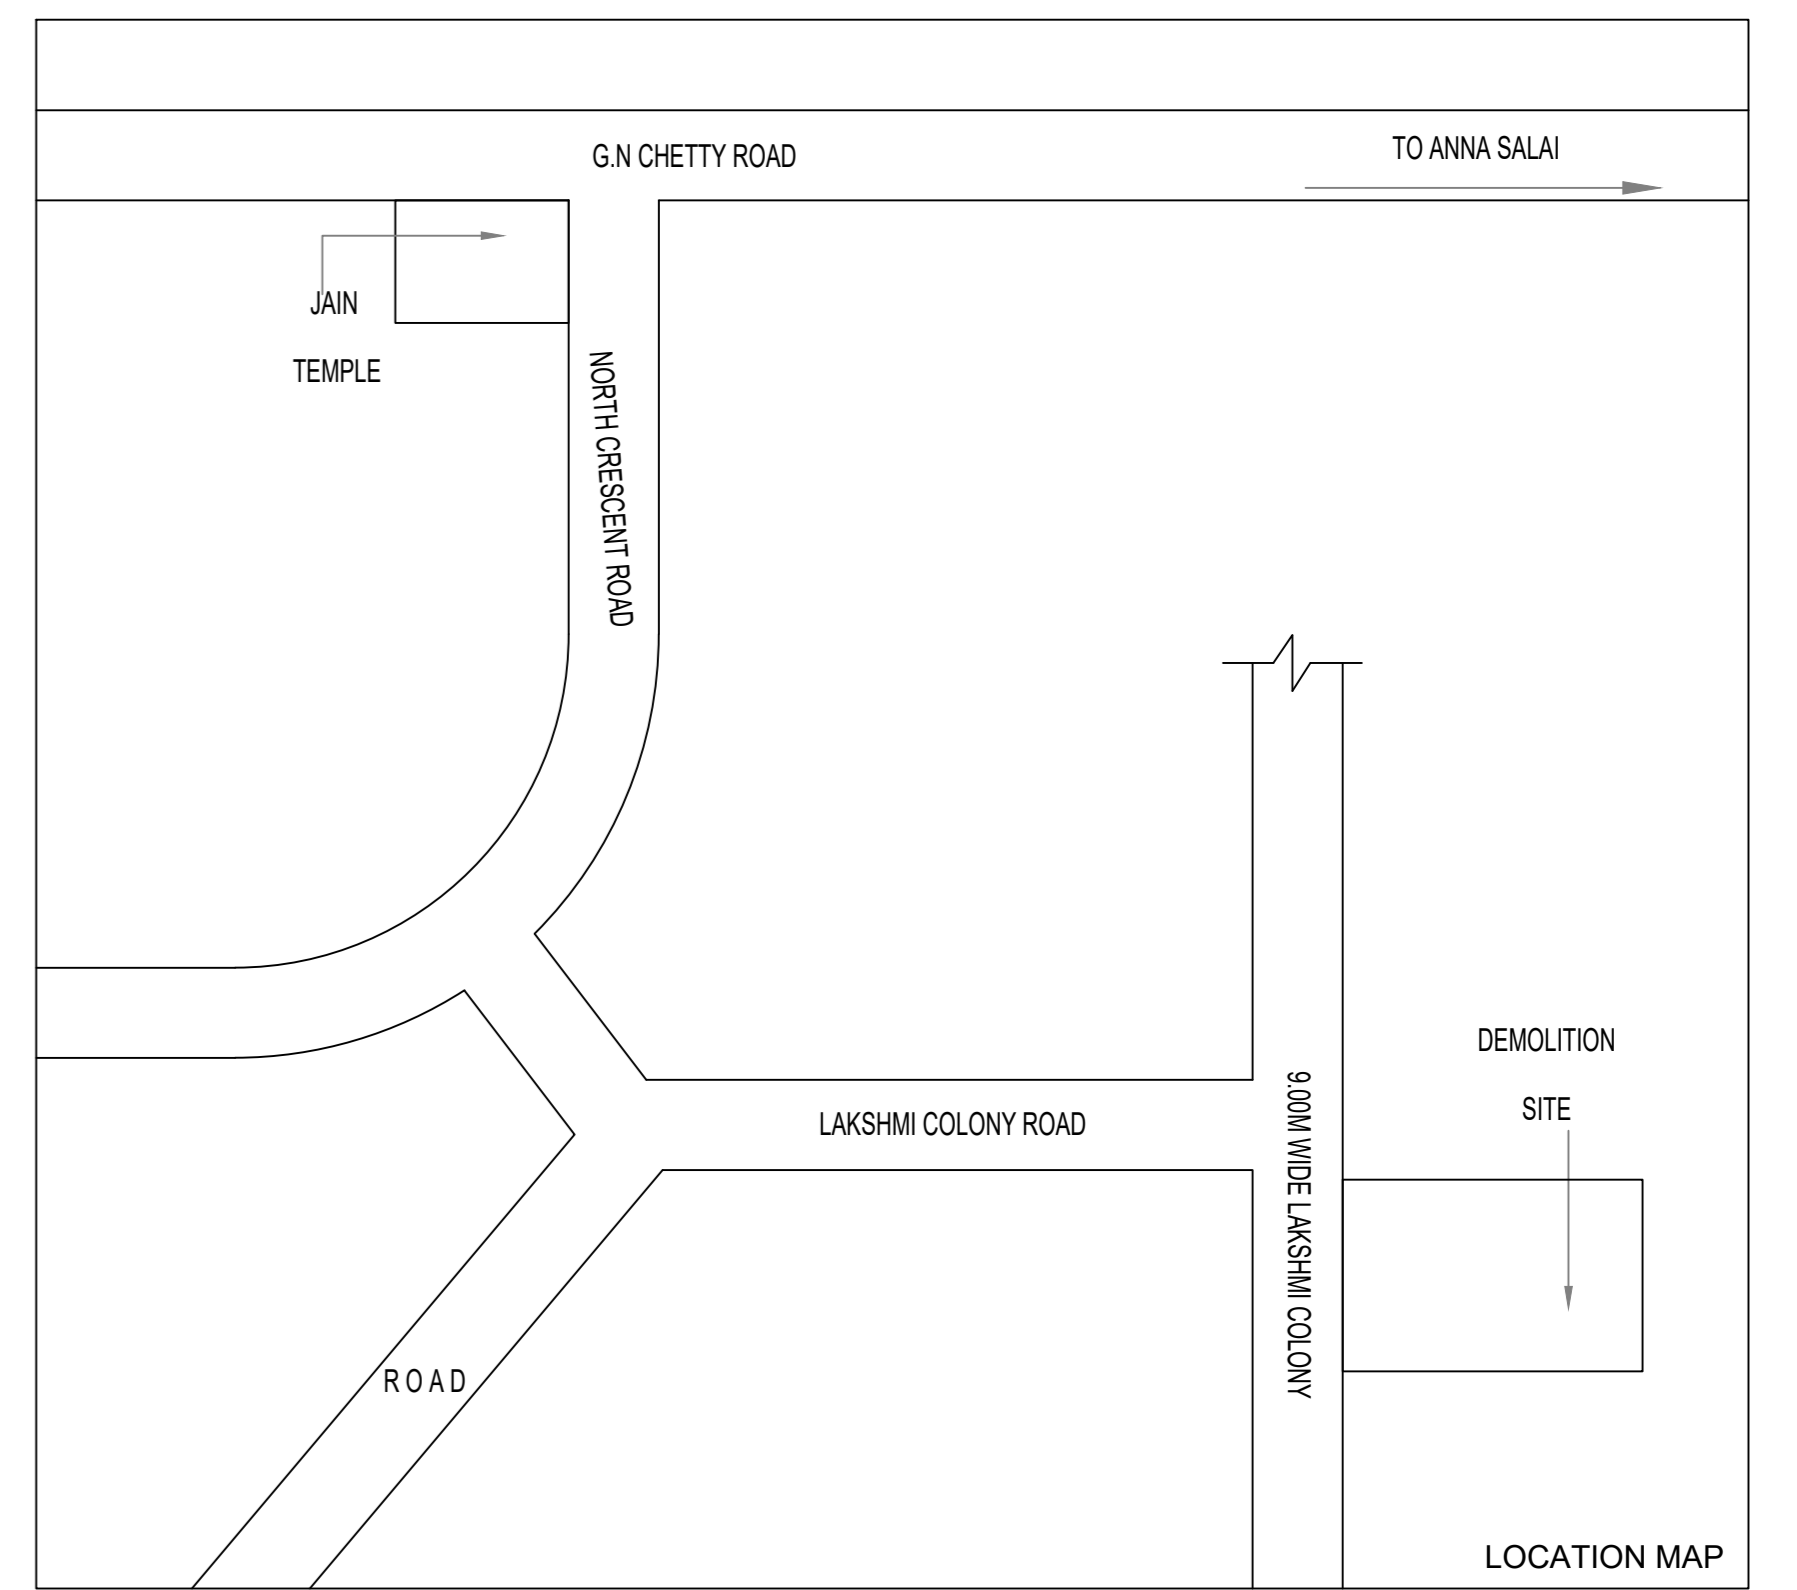 G.N CHETTY ROAD
TO ANNA SALAI
JAIN
TEMPLE
NORTH CRESCENT ROAD
DEMOLITION
SITE
LAKSHMI COLONY ROAD
9.00M WIDE LAKSHMI COLONY
ROAD
LOCATION MAP